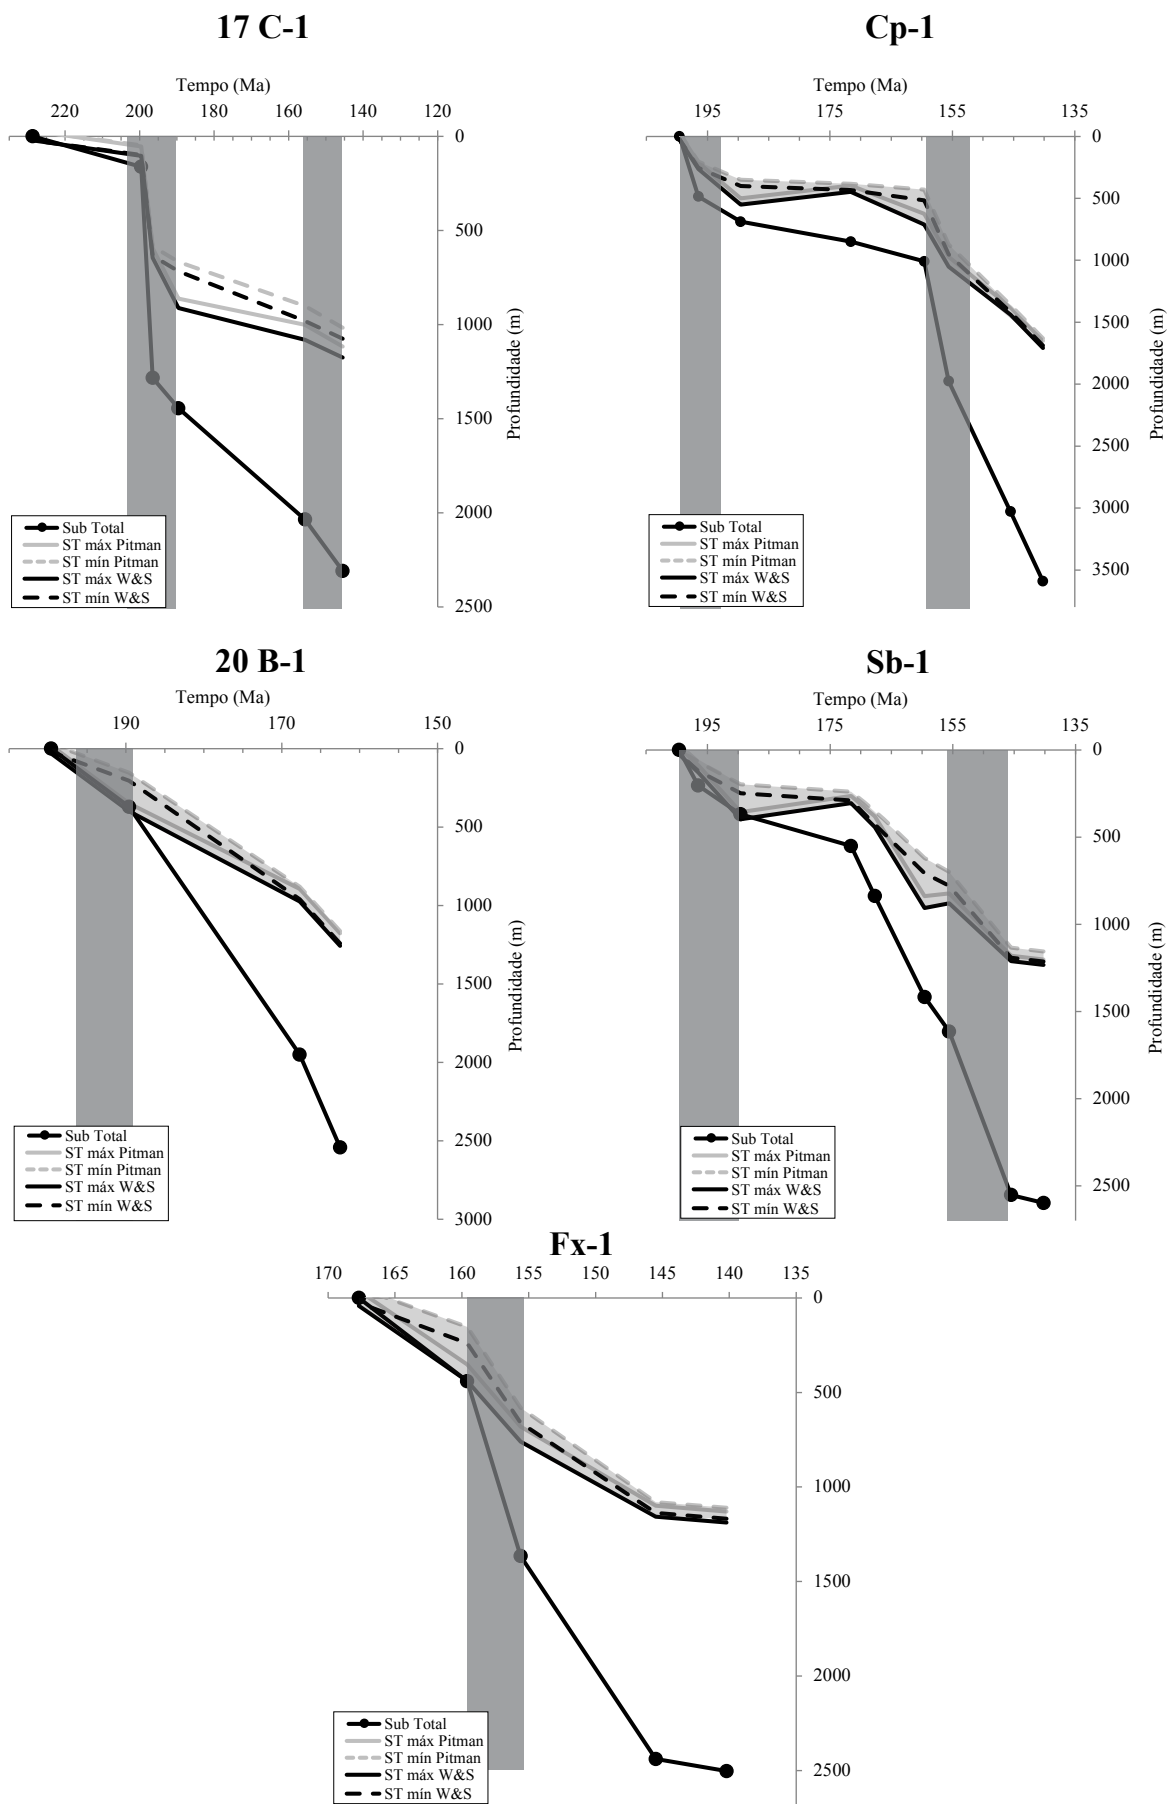 17 C-1
Tempo (Ma)
220 200 180 160 140 120
0
500
1000
1500
2000
2500
Profundidade (m)
Sub Total
ST máx Pitman
ST mín Pitman
ST máx W&S
ST mín W&S
Cp-1
Tempo (Ma)
195 175 155 135
0
500
1000
1500
2000
2500
3000
3500
Profundidade (m)
Sub Total
ST máx Pitman
ST mín Pitman
ST máx W&S
ST mín W&S
20 B-1
Tempo (Ma)
190 170 150
0
500
1000
1500
2000
2500
3000
Profundidade (m)
Sub Total
ST máx Pitman
ST mín Pitman
ST máx W&S
ST mín W&S
Sb-1
Tempo (Ma)
195 175 155 135
0
500
1000
1500
2000
2500
Profundidade (m)
Sub Total
ST máx Pitman
ST mín Pitman
ST máx W&S
ST mín W&S
Fx-1
170 165 160 155 150 145 140 135
0
500
1000
1500
2000
2500
Sub Total
ST máx Pitman
ST mín Pitman
ST máx W&S
ST mín W&S